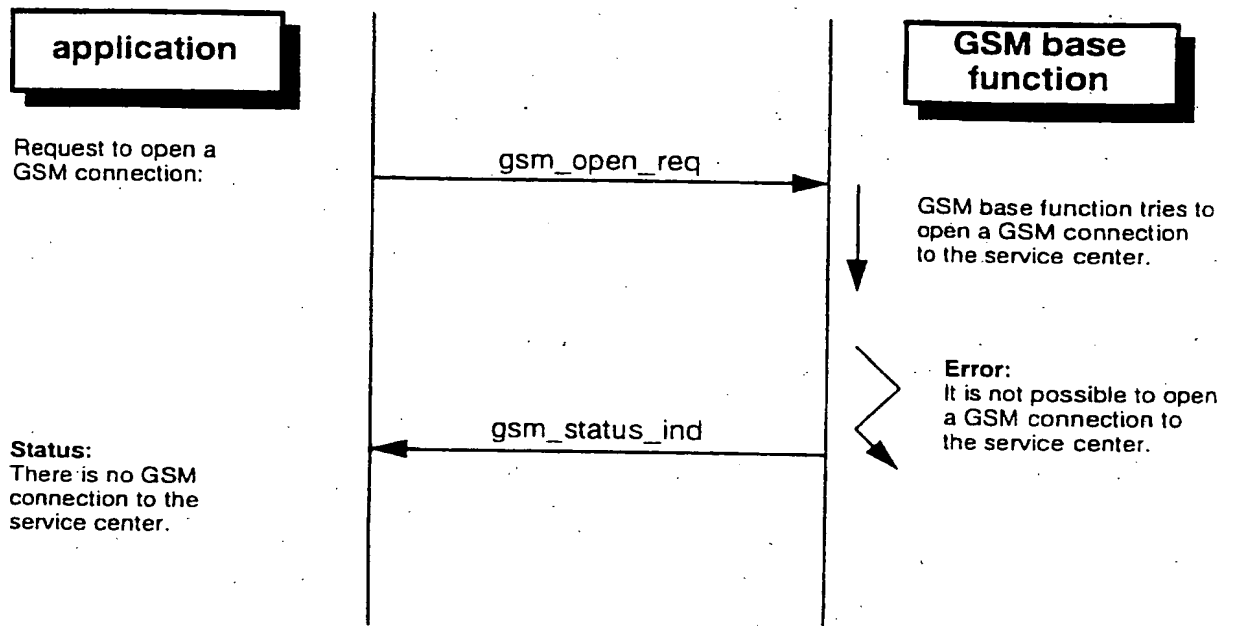 application
GSM base
function
Request to open a
GSM connection:
gsm_open_req
GSM base function tries to
open a GSM connection
to the service center.
Error:
It is not possible to open
a GSM connection to
the service center.
gsm_status_ind
Status:
There is no GSM
connection to the
service center.